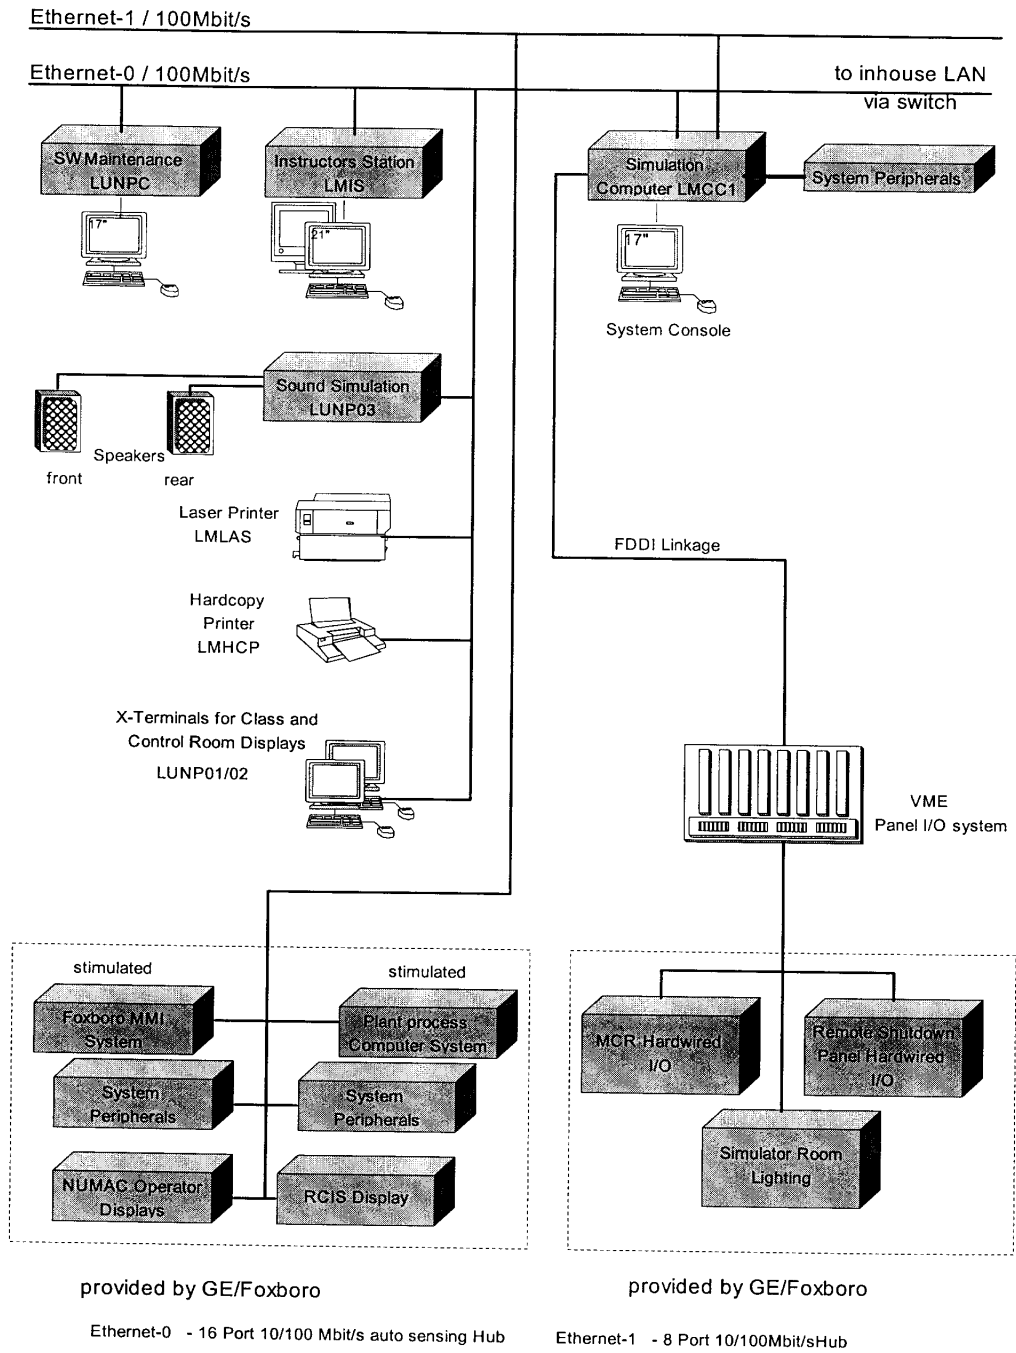 Ethernet-1 / 100Mbit/s
Ethernet-0 / 100Mbit/s
to inhouse LAN
via switch
SW Maintenance
LUNPC
Instructors Station
LMIS
Simulation
Computer LMCC1
System Peripherals
17"
21"
17"
System Console
Sound Simulation
LUNP03
Speakers
front
rear
Laser Printer
LMLAS
FDDI Linkage
Hardcopy
Printer
LMHCP
X-Terminals for Class and
Control Room Displays
LUNP01/02
VME
Panel I/O system
stimulated
stimulated
Foxboro MMI
System
Plant process
Computer System
System
Peripherals
System
Peripherals
NUMAC Operator
Displays
RCIS Display
MCR Hardwired
I/O
Remote Shutdown
Panel Hardwired
I/O
Simulator Room
Lighting
provided by GE/Foxboro
provided by GE/Foxboro
Ethernet-0 - 16 Port 10/100 Mbit/s auto sensing Hub
Ethernet-1 - 8 Port 10/100Mbit/sHub